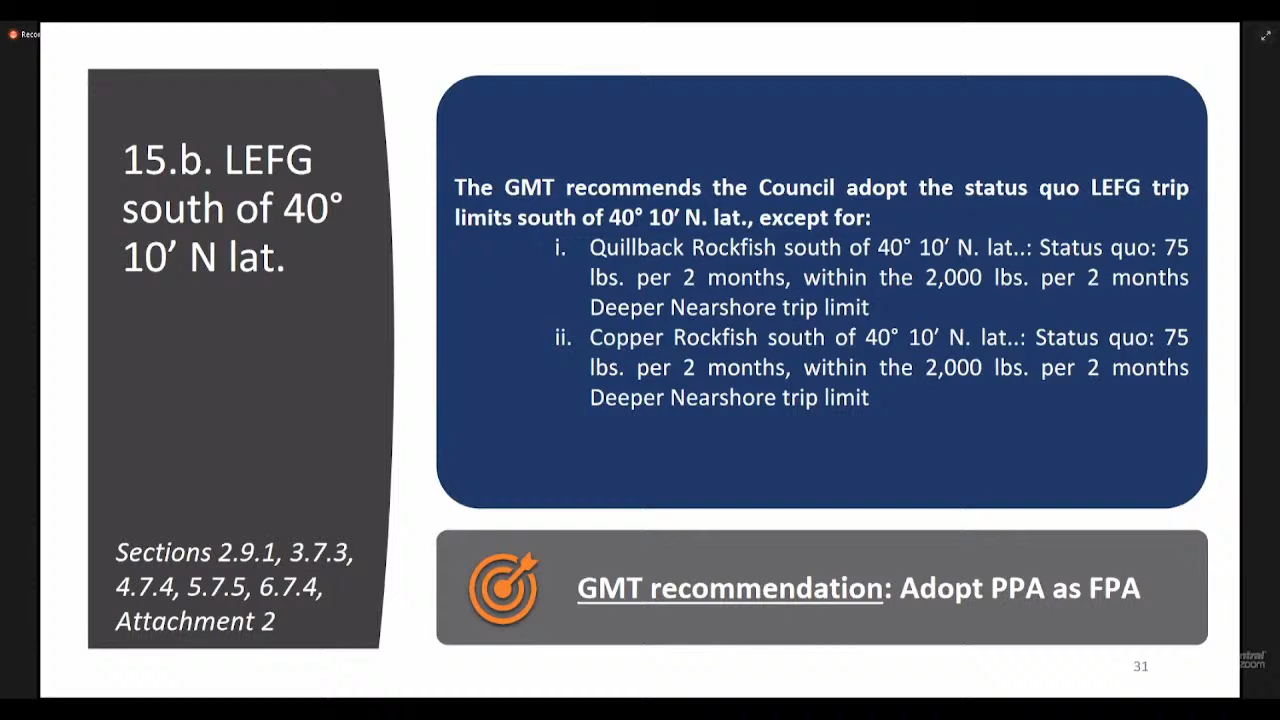 Reco
15.b. LEFG
south of 40°
10’ N lat.
Sections 2.9.1, 3.7.3,
4.7.4, 5.7.5, 6.7.4,
Attachment 2
The GMT recommends the Council adopt the status quo LEFG trip
limits south of 40° 10’ N. lat., except for:
i. Quillback Rockfish south of 40° 10’ N. lat..: Status quo: 75
lbs. per 2 months, within the 2,000 lbs. per 2 months
Deeper Nearshore trip limit
ii. Copper Rockfish south of 40° 10’ N. lat..: Status quo: 75
lbs. per 2 months, within the 2,000 lbs. per 2 months
Deeper Nearshore trip limit
GMT recommendation: Adopt PPA as FPA
31
zoom